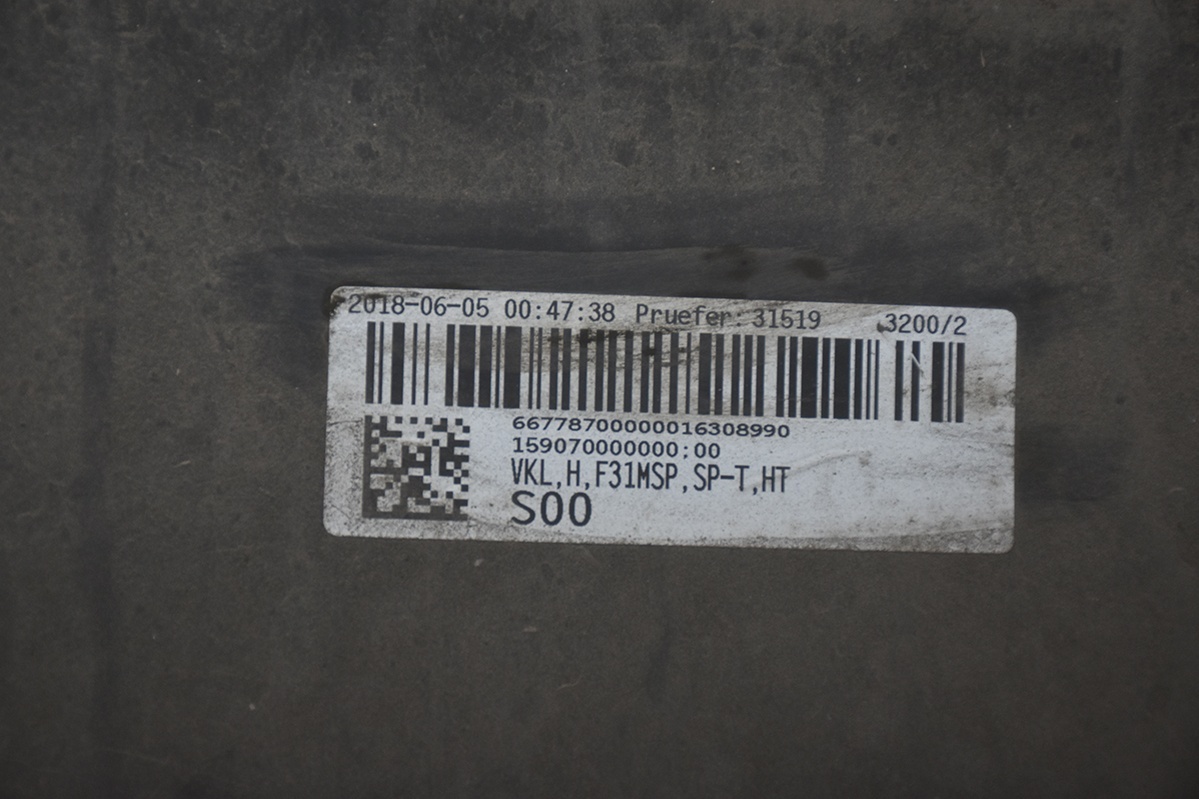 2018-06-05 00:47:38 Pruefer: 31519 3200/2
66778700000016308990
159070000000;00
VKL,H,F31MSP,SP-T,HT
S00